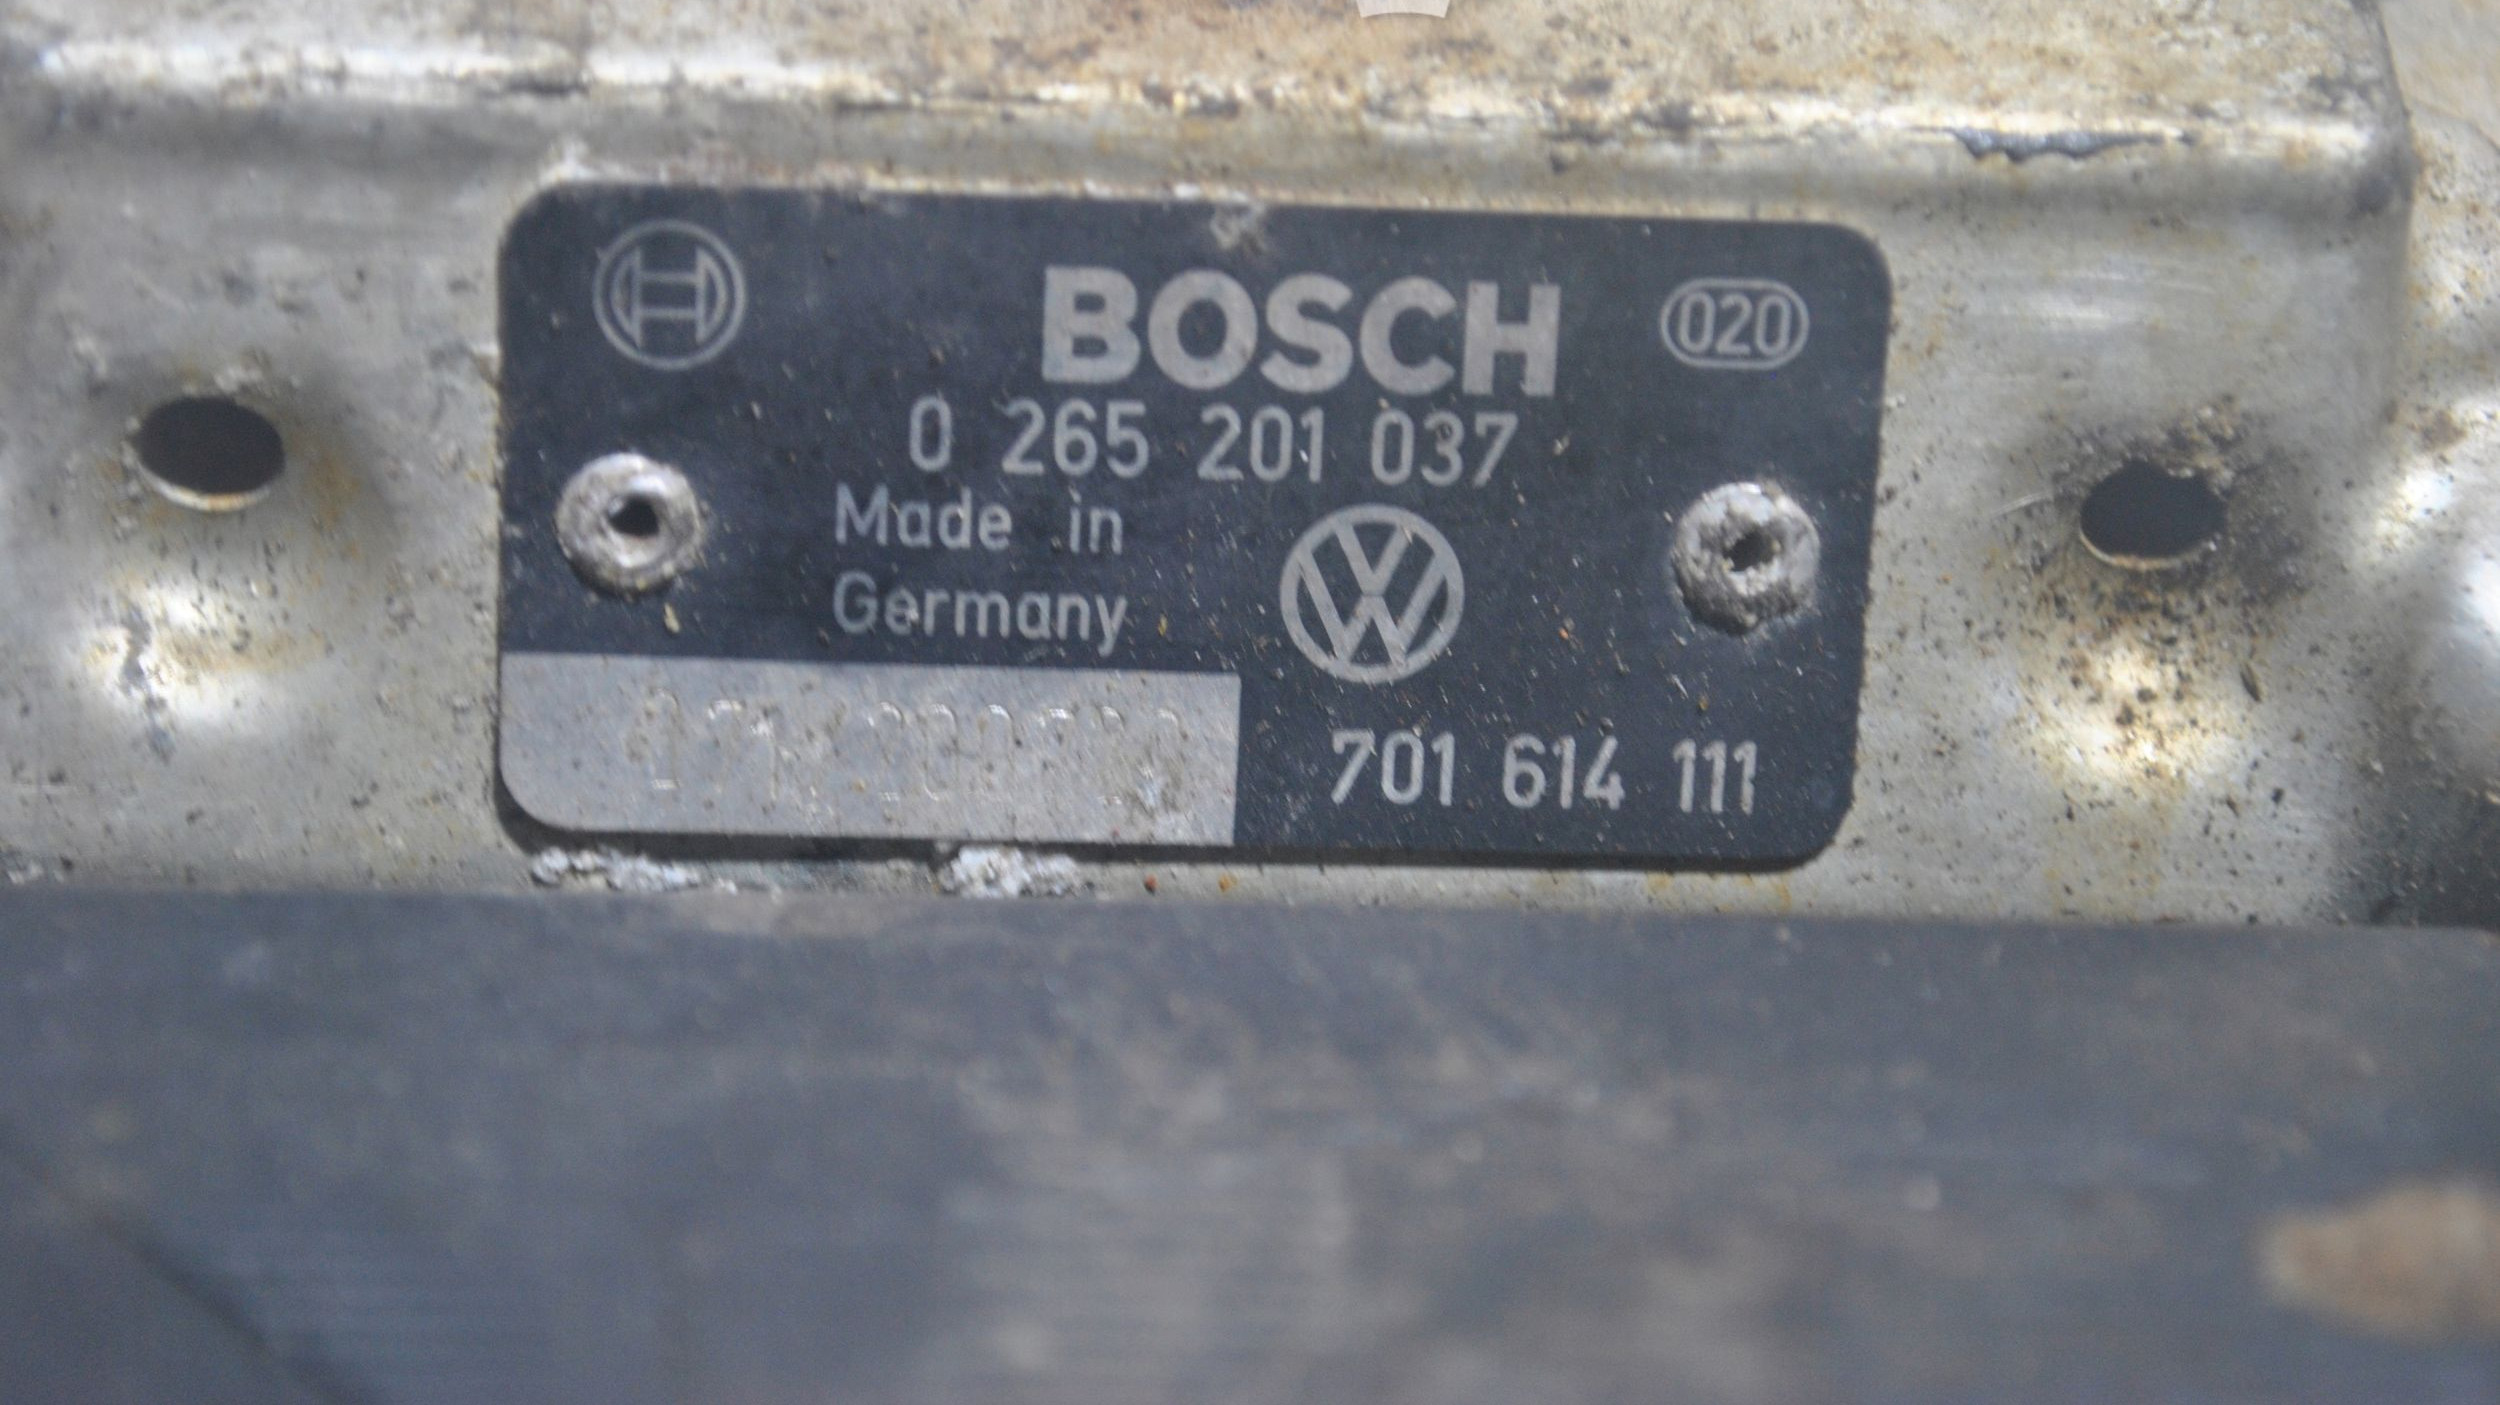 BOSCH
020
0 265 201 037
Made in
Germany
701 614 111